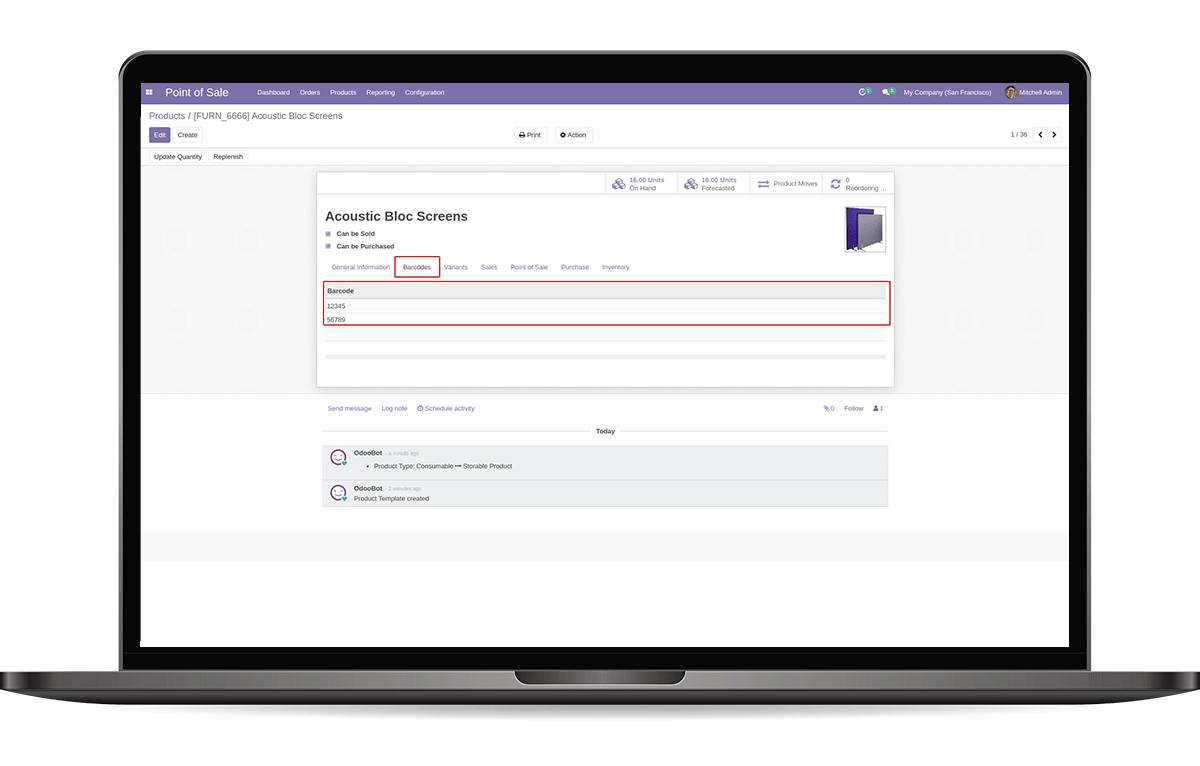 Point of Sale Dashboard Orders Products Reporting Configuration My Company (San Francisco) Mitchell Admin
Products / [FURN_6666] Acoustic Bloc Screens
Edit Create Print Action 1 / 36
Update Quantity Replenish
16.00 Units 16.00 Units Product Moves 0
On Hand Forecasted Reordering ...
Acoustic Bloc Screens
Can be Sold
Can be Purchased
General Information Barcodes Variants Sales Point of Sale Purchase Inventory
Barcode
12345
56789
Send message Log note Schedule activity 0 Follow 1
Today
OdooBot - a minute ago
• Product Type: Consumable → Storable Product
OdooBot - 2 minutes ago
Product Template created